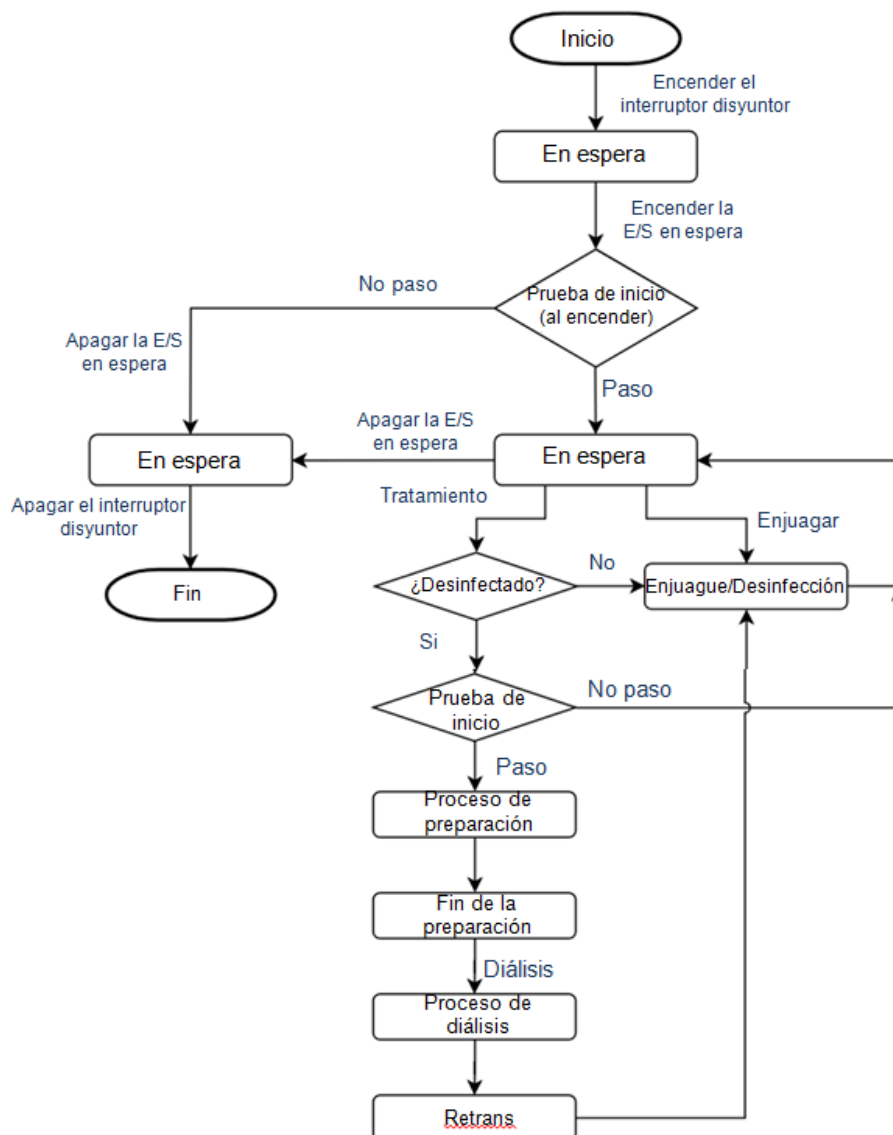 Inicio
Encender el
interruptor disyuntor
En espera
Encender la
E/S en espera
Prueba de inicio
(al encender)
No paso
Apagar la E/S
en espera
Paso
Apagar la E/S
en espera
En espera
En espera
Apagar el interruptor
disyuntor
Fin
Tratamiento
Enjuagar
¿Desinfectado?
No
Enjuague/Desinfección
Si
Prueba de
inicio
No paso
Paso
Proceso de
preparación
Fin de la
preparación
Diálisis
Proceso de
diálisis
Retrans